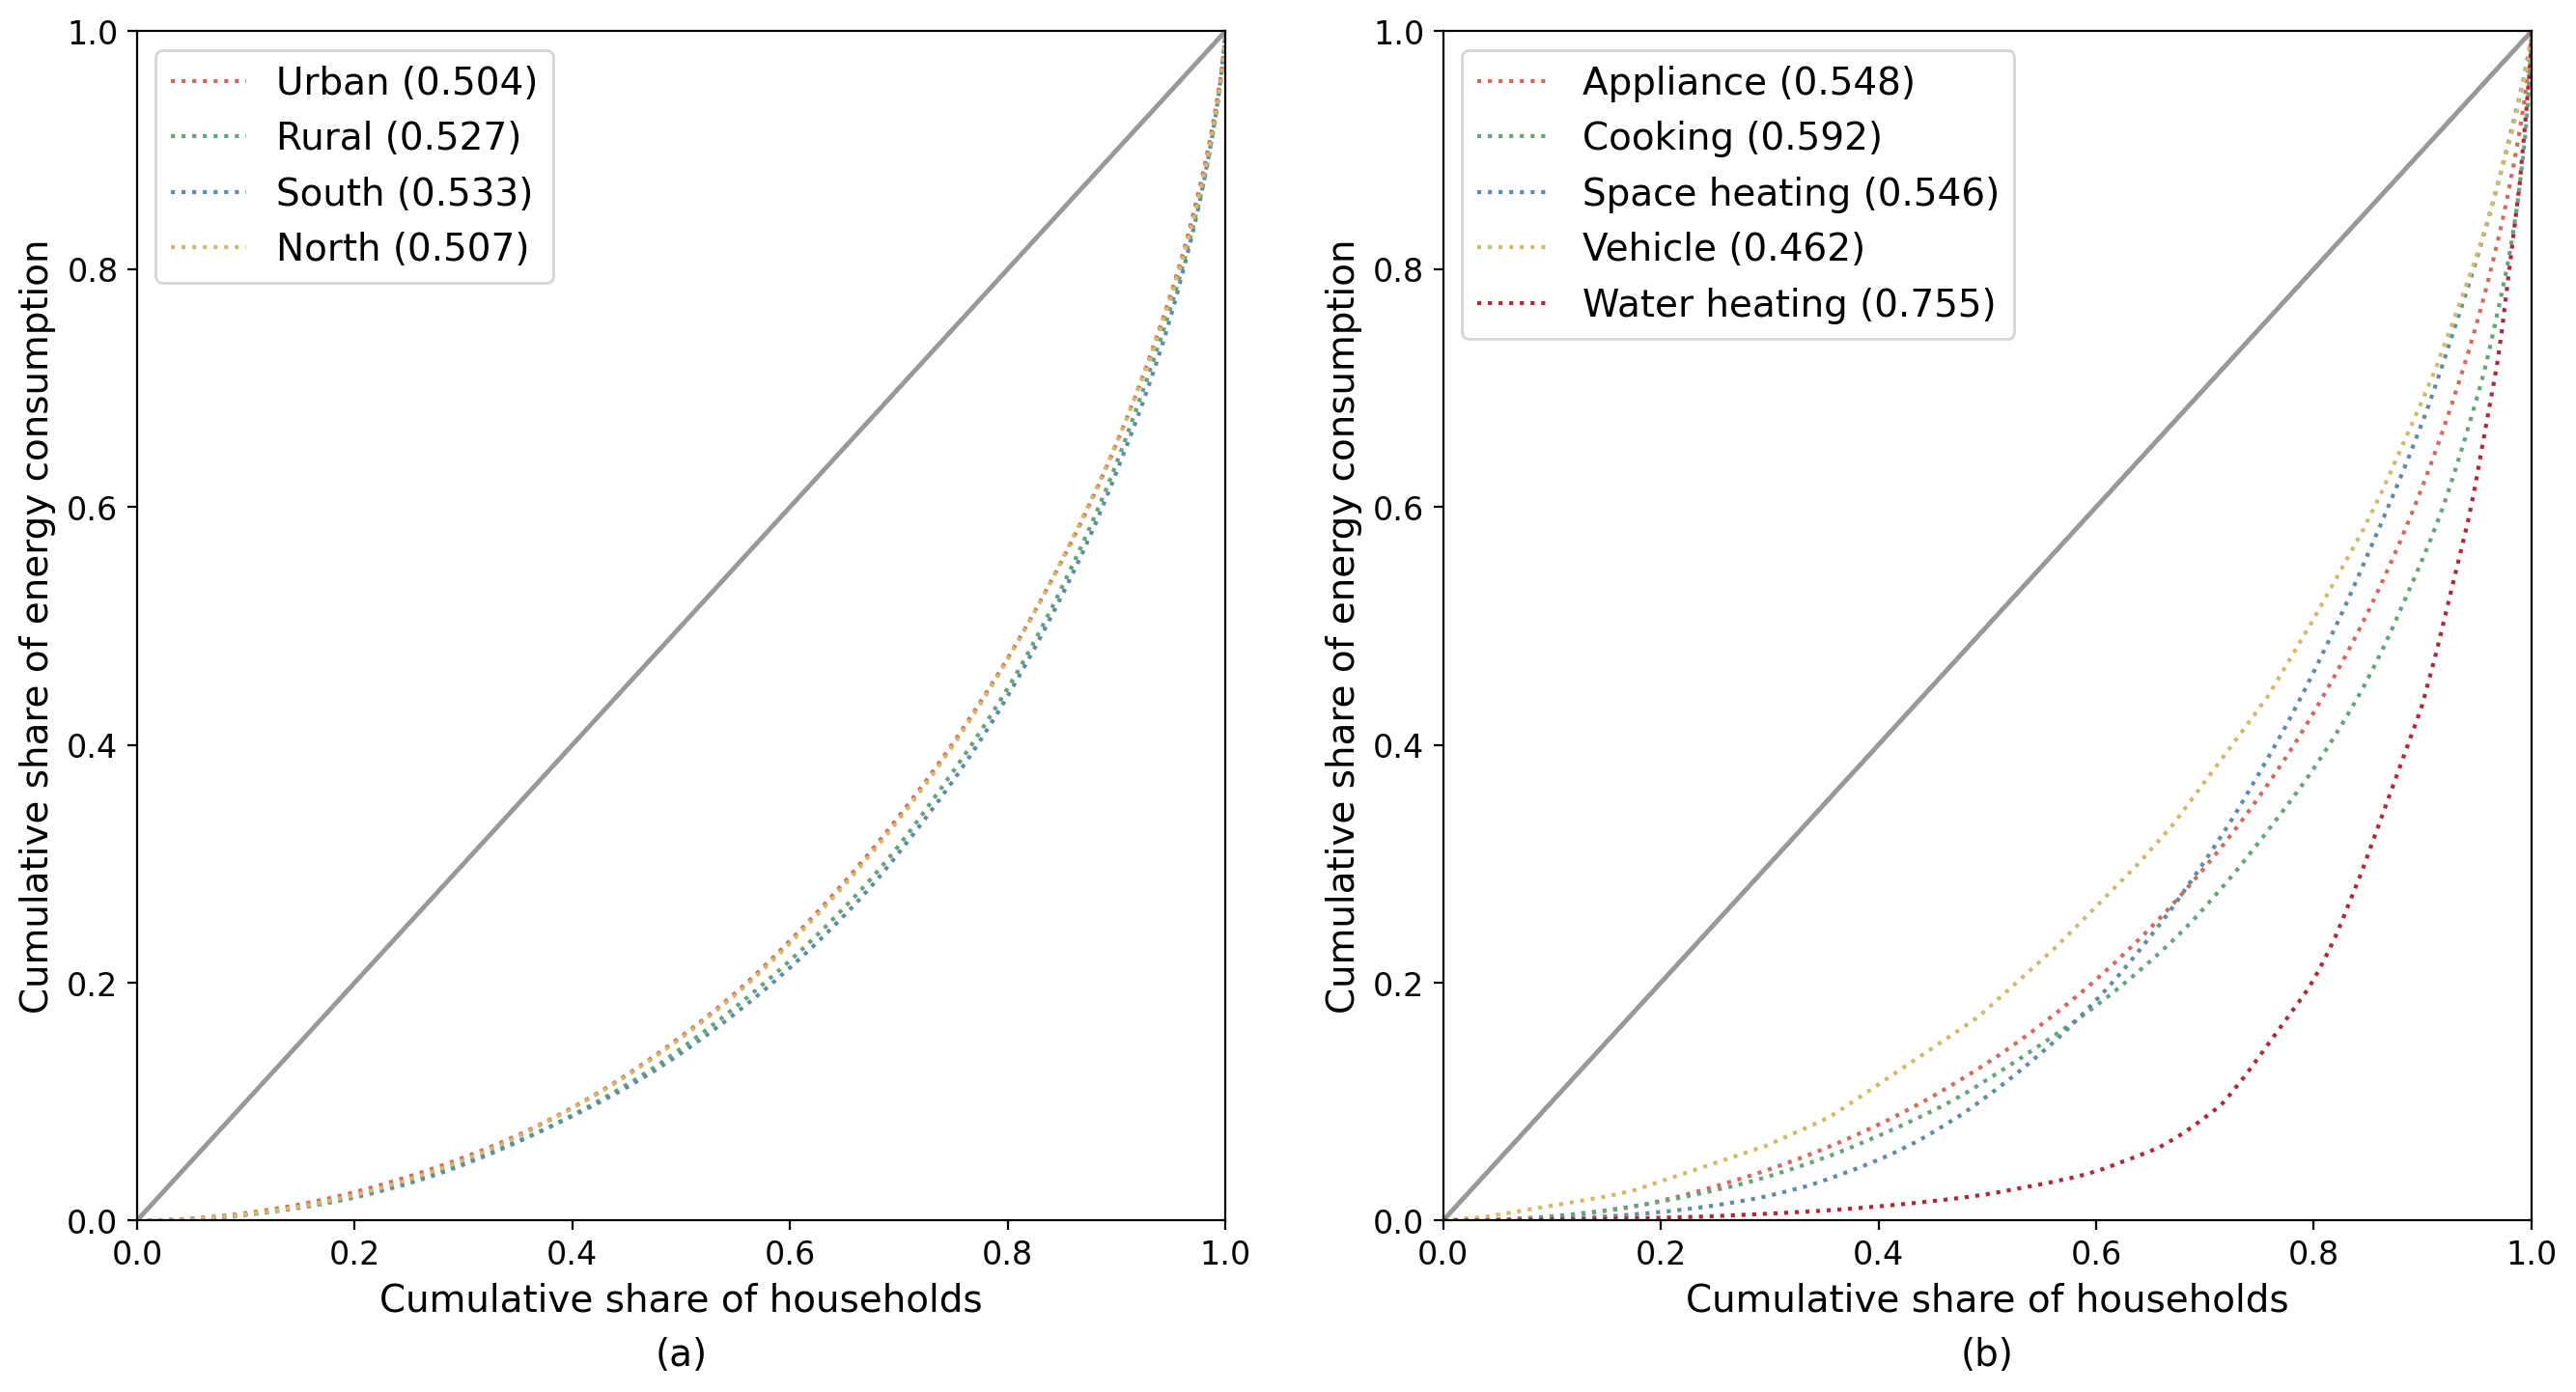 1.0
0.8
0.6
0.4
0.2
0.0
Cumulative share of energy consumption
Urban (0.504)
Rural (0.527)
South (0.533)
North (0.507)
0.0 0.2 0.4 0.6 0.8 1.0
Cumulative share of households
(a)
1.0
0.8
0.6
0.4
0.2
0.0
Cumulative share of energy consumption
Appliance (0.548)
Cooking (0.592)
Space heating (0.546)
Vehicle (0.462)
Water heating (0.755)
0.0 0.2 0.4 0.6 0.8 1.0
Cumulative share of households
(b)